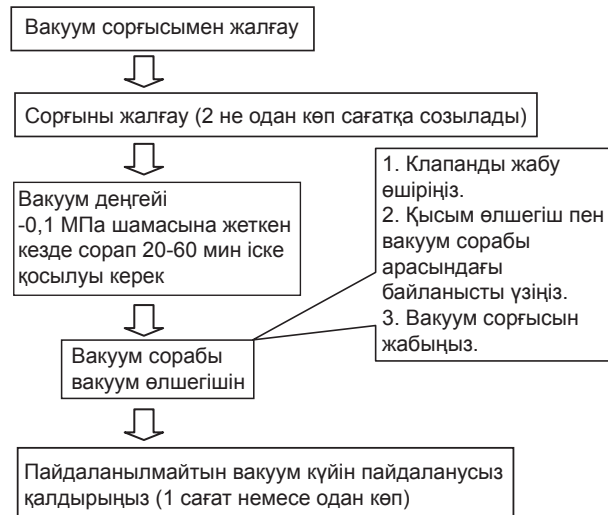 Вакуум сорғысымен жалғау
Сорғыны жалғау (2 не одан көп сағатқа созылады)
Вакуум деңгейі
-0,1 МПа шамасына жеткен
кезде сорап 20-60 мин іске
қосылуы керек
1. Клапанды жабу
өшіріңіз.
2. Қысым өлшегіш пен
вакуум сорабы
арасындағы
байланысты үзіңіз.
3. Вакуум сорғысын
жабыңыз.
Вакуум сорабы
вакуум өлшегішін
Пайдаланылмайтын вакуум күйін пайдаланусыз
қалдырыңыз (1 сағат немесе одан көп)